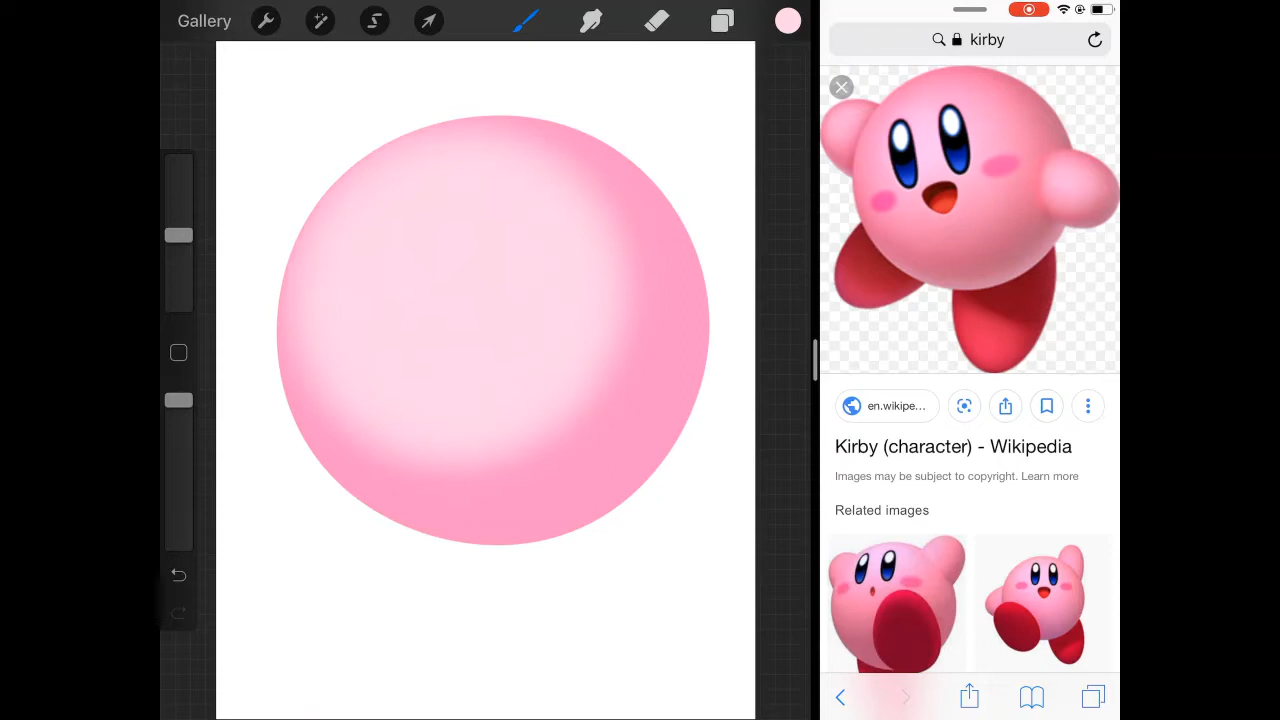 Gallery
kirby
en.wikipe...
Kirby (character) - Wikipedia
Images may be subject to copyright. Learn more
Related images